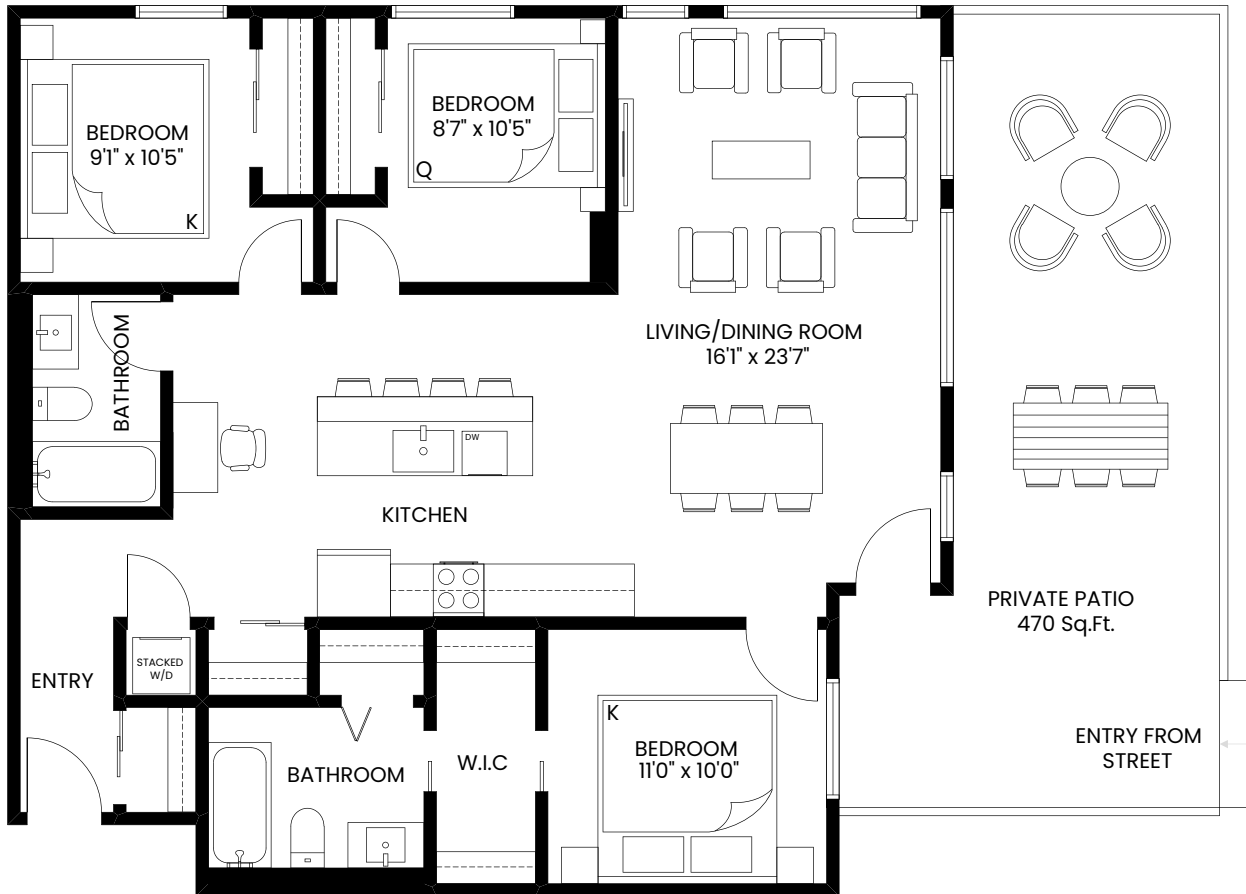 BEDROOM
9'1" x 10'5"
K
BEDROOM
8'7" x 10'5"
Q
LIVING/DINING ROOM
16'1" x 23'7"
BATHROOM
DW
KITCHEN
PRIVATE PATIO
470 Sq.Ft.
ENTRY
STACKED
W/D
BATHROOM
W.I.C
K
BEDROOM
11'0" x 10'0"
ENTRY FROM
STREET